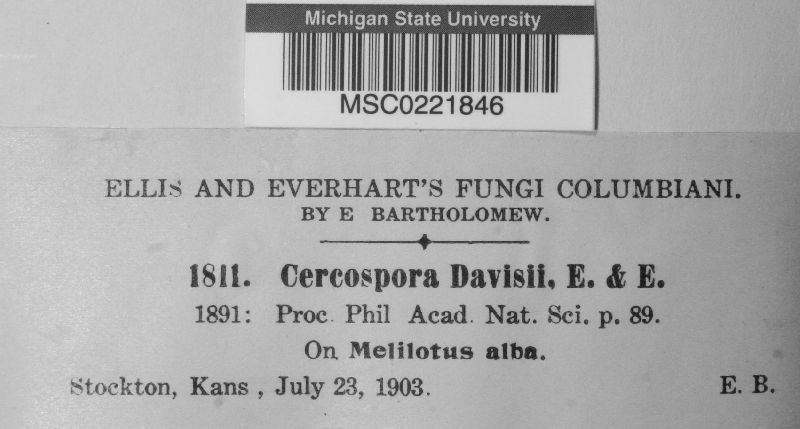 Michigan State University
MSC0221846
ELLIS AND EVERHART'S FUNGI COLUMBIANI.
BY E BARTHOLOMEW.
1811. Cercospora Davisii, E. & E.
1891: Proc. Phil Acad. Nat. Sci. p. 89.
On Melilotus alba.
Stockton, Kans , July 23, 1903. E. B.